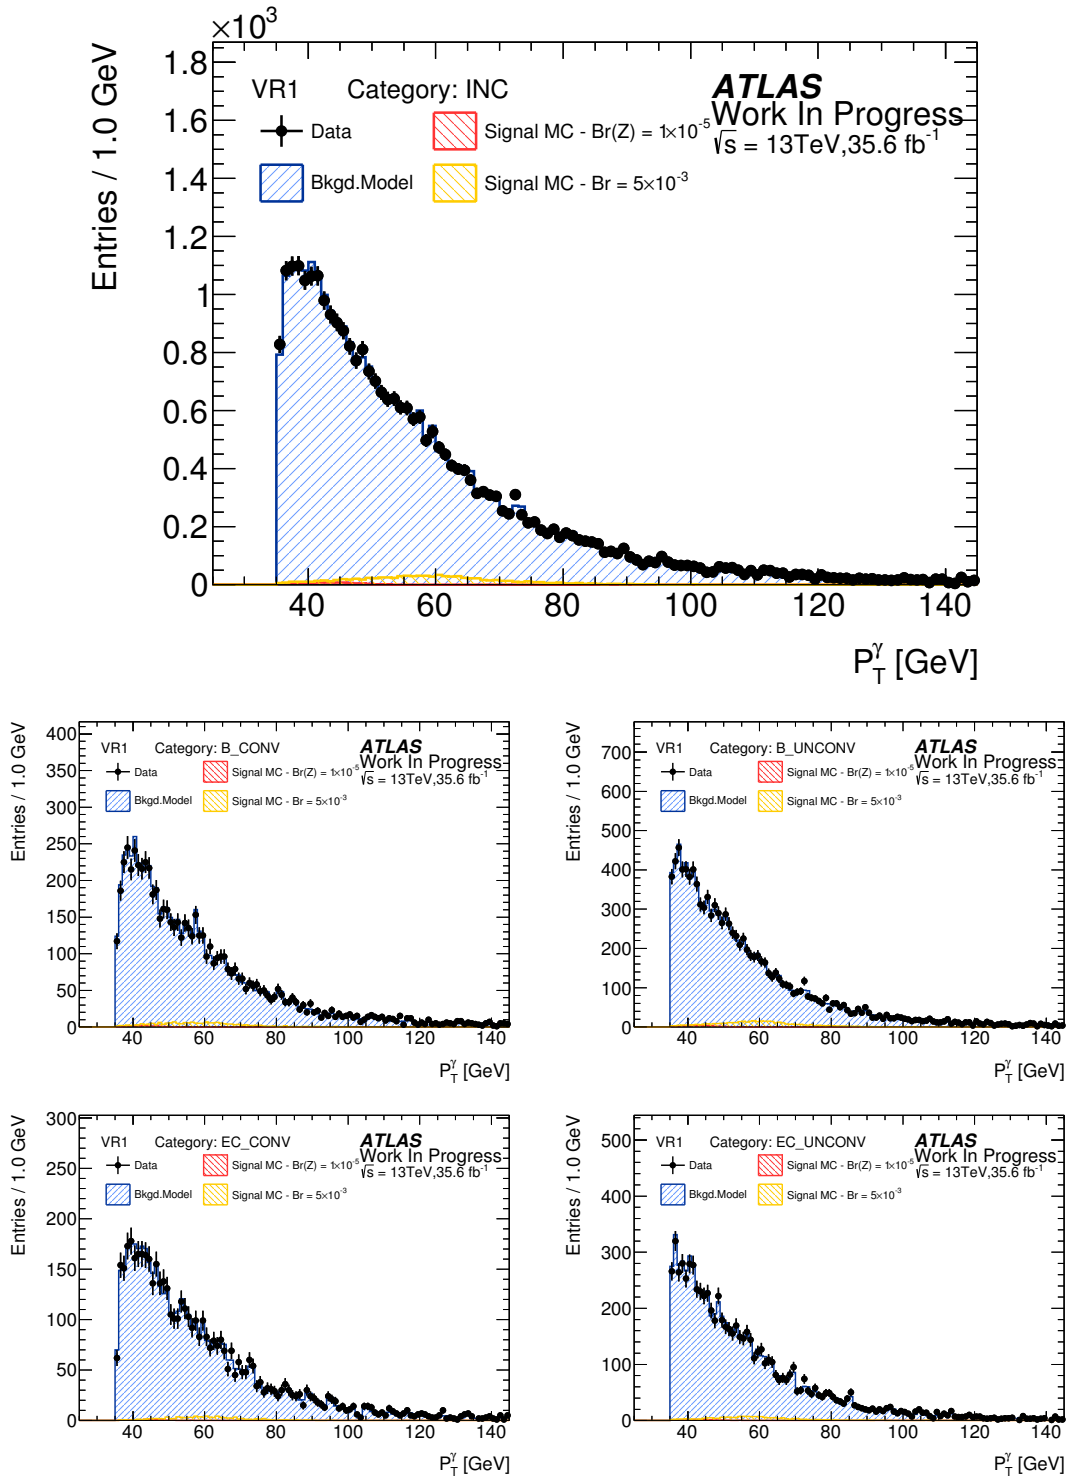 ×10³
Entries / 1.0 GeV
1.8
1.6
1.4
1.2
1
0.8
0.6
0.4
0.2
0
VR1 Category: INC
Data
Bkgd.Model
Signal MC - Br(Z) = 1×10⁻⁵
Signal MC - Br = 5×10⁻³
ATLAS
Work In Progress
√s = 13TeV,35.6 fb⁻¹
40 60 80 100 120 140
P_T^γ [GeV]
Entries / 1.0 GeV
400
350
300
250
200
150
100
50
0
VR1 Category: B_CONV
Data
Bkgd.Model
Signal MC - Br(Z) = 1×10⁻⁵
Signal MC - Br = 5×10⁻³
ATLAS
Work In Progress
√s = 13TeV,35.6 fb⁻¹
40 60 80 100 120 140
P_T^γ [GeV]
Entries / 1.0 GeV
700
600
500
400
300
200
100
0
VR1 Category: B_UNCONV
Data
Bkgd.Model
Signal MC - Br(Z) = 1×10⁻⁵
Signal MC - Br = 5×10⁻³
ATLAS
Work In Progress
√s = 13TeV,35.6 fb⁻¹
40 60 80 100 120 140
P_T^γ [GeV]
Entries / 1.0 GeV
300
250
200
150
100
50
0
VR1 Category: EC_CONV
Data
Bkgd.Model
Signal MC - Br(Z) = 1×10⁻⁵
Signal MC - Br = 5×10⁻³
ATLAS
Work In Progress
√s = 13TeV,35.6 fb⁻¹
40 60 80 100 120 140
P_T^γ [GeV]
Entries / 1.0 GeV
500
400
300
200
100
0
VR1 Category: EC_UNCONV
Data
Bkgd.Model
Signal MC - Br(Z) = 1×10⁻⁵
Signal MC - Br = 5×10⁻³
ATLAS
Work In Progress
√s = 13TeV,35.6 fb⁻¹
40 60 80 100 120 140
P_T^γ [GeV]